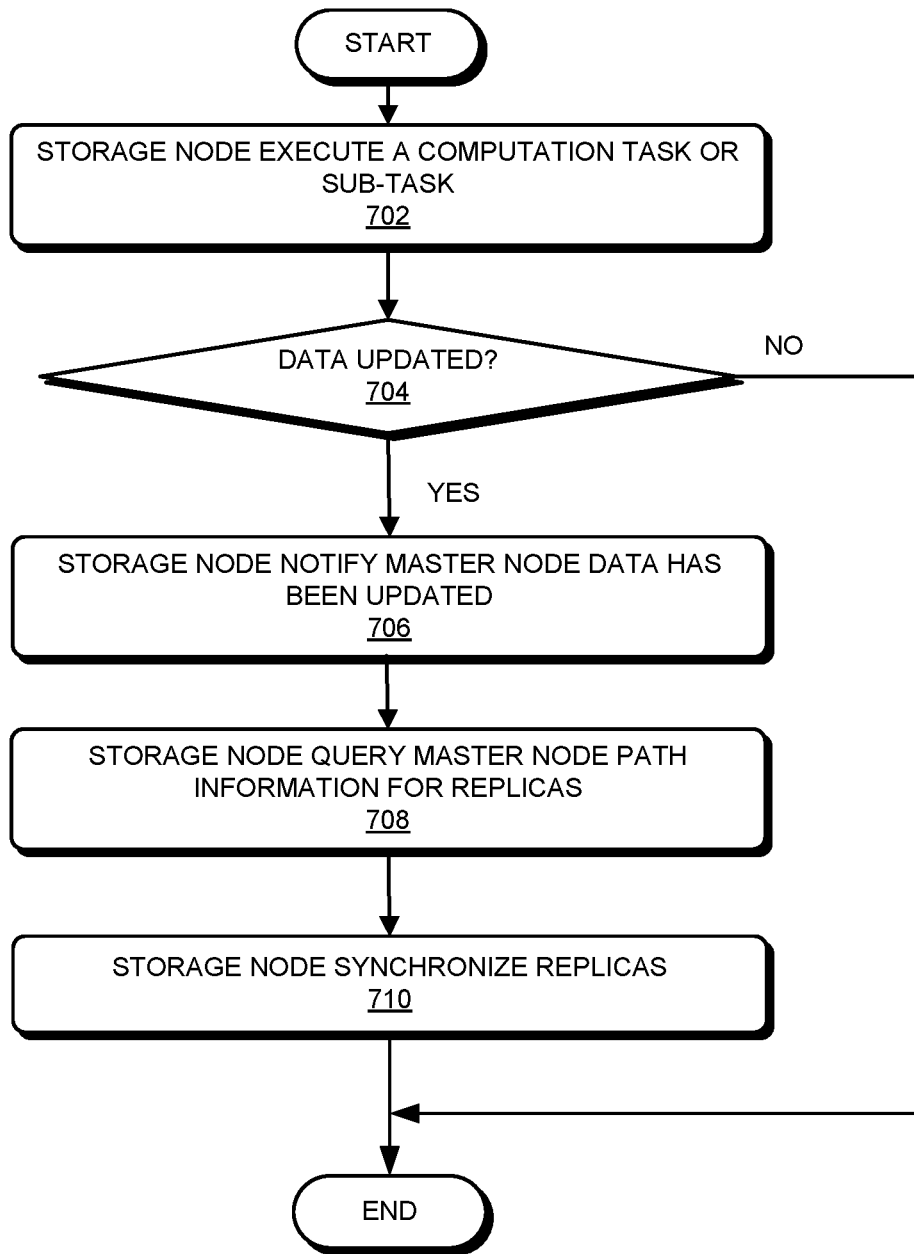 START
STORAGE NODE EXECUTE A COMPUTATION TASK OR
SUB-TASK
702
DATA UPDATED?
704
NO
YES
STORAGE NODE NOTIFY MASTER NODE DATA HAS
BEEN UPDATED
706
STORAGE NODE QUERY MASTER NODE PATH
INFORMATION FOR REPLICAS
708
STORAGE NODE SYNCHRONIZE REPLICAS
710
END